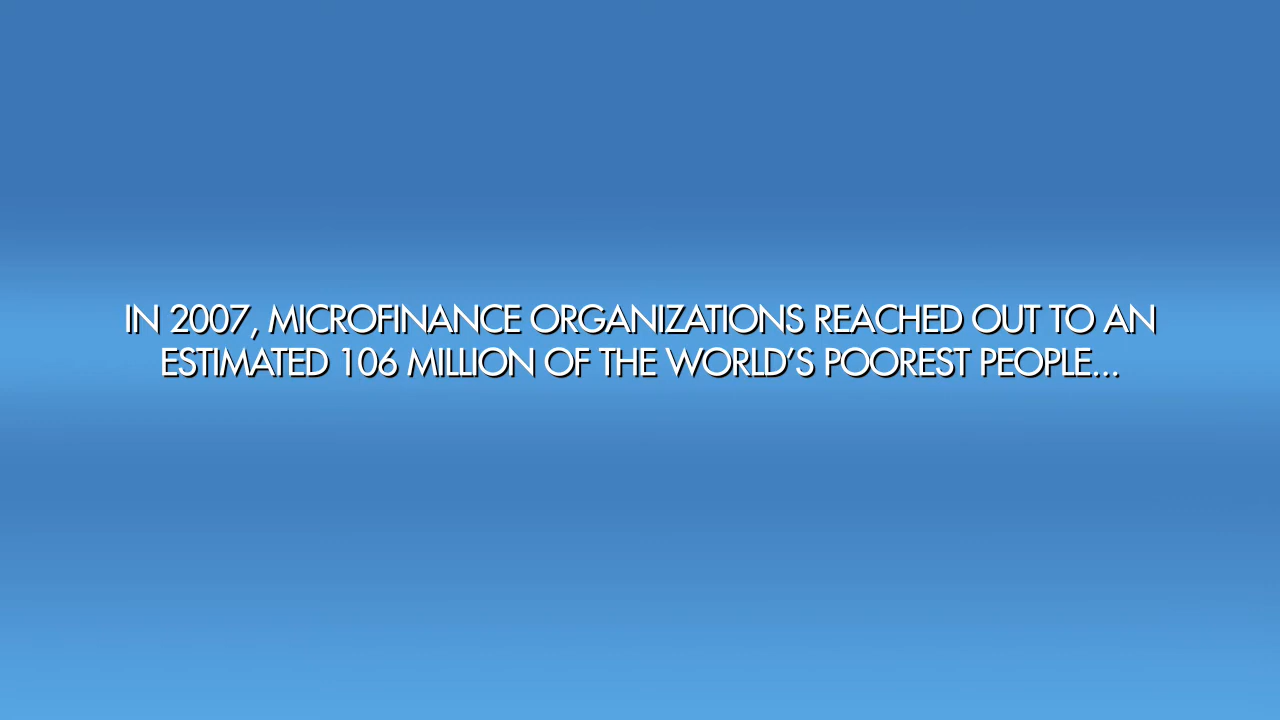 IN 2007, MICROFINANCE ORGANIZATIONS REACHED OUT TO AN
ESTIMATED 106 MILLION OF THE WORLD’S POOREST PEOPLE...